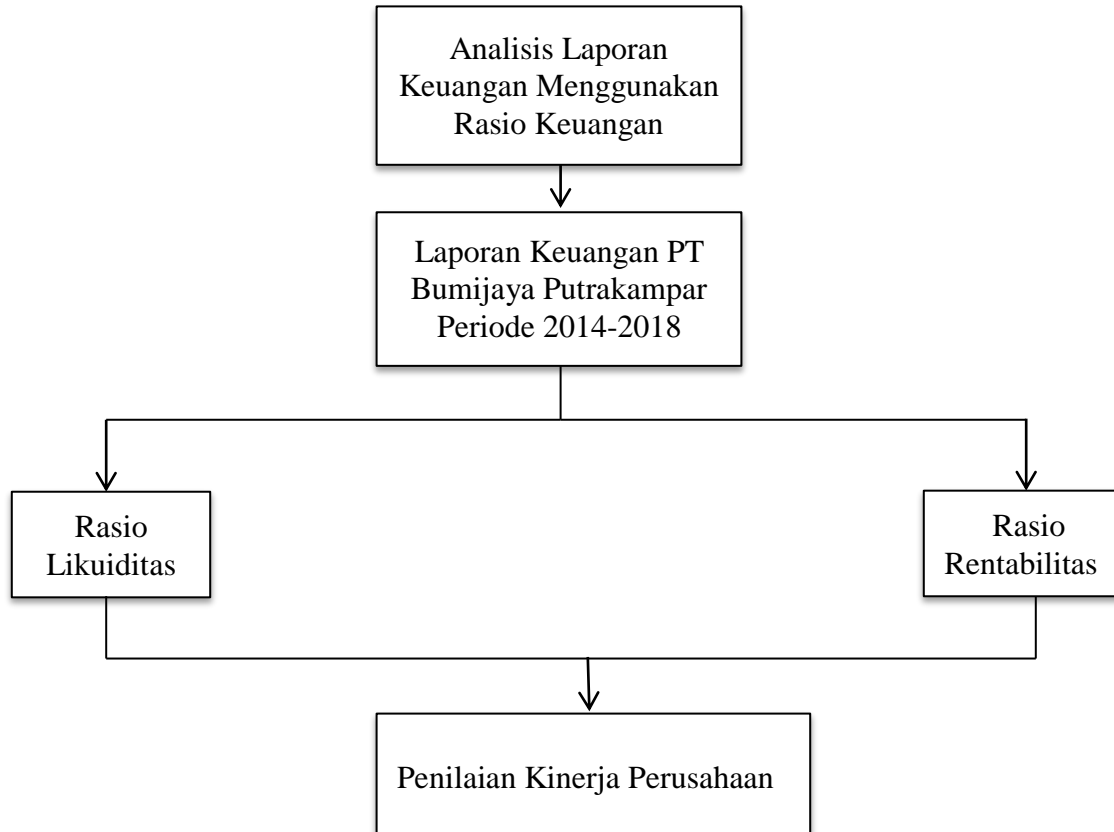 Analisis Laporan
Keuangan Menggunakan
Rasio Keuangan
Laporan Keuangan PT
Bumijaya Putrakampar
Periode 2014-2018
Rasio
Likuiditas
Rasio
Rentabilitas
Penilaian Kinerja Perusahaan